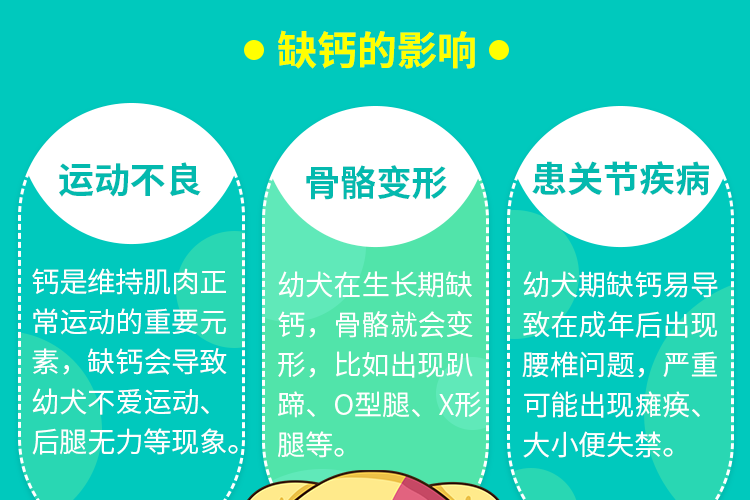 缺钙的影响
运动不良
钙是维持肌肉正
常运动的重要元
素，缺钙会导致
幼犬不爱运动、
后腿无力等现象。
骨骼变形
幼犬在生长期缺
钙，骨骼就会变
形，比如出现趴
蹄、O型腿、X形
腿等。
患关节疾病
幼犬期缺钙易导
致在成年后出现
腰椎问题，严重
可能出现瘫痪、
大小便失禁。